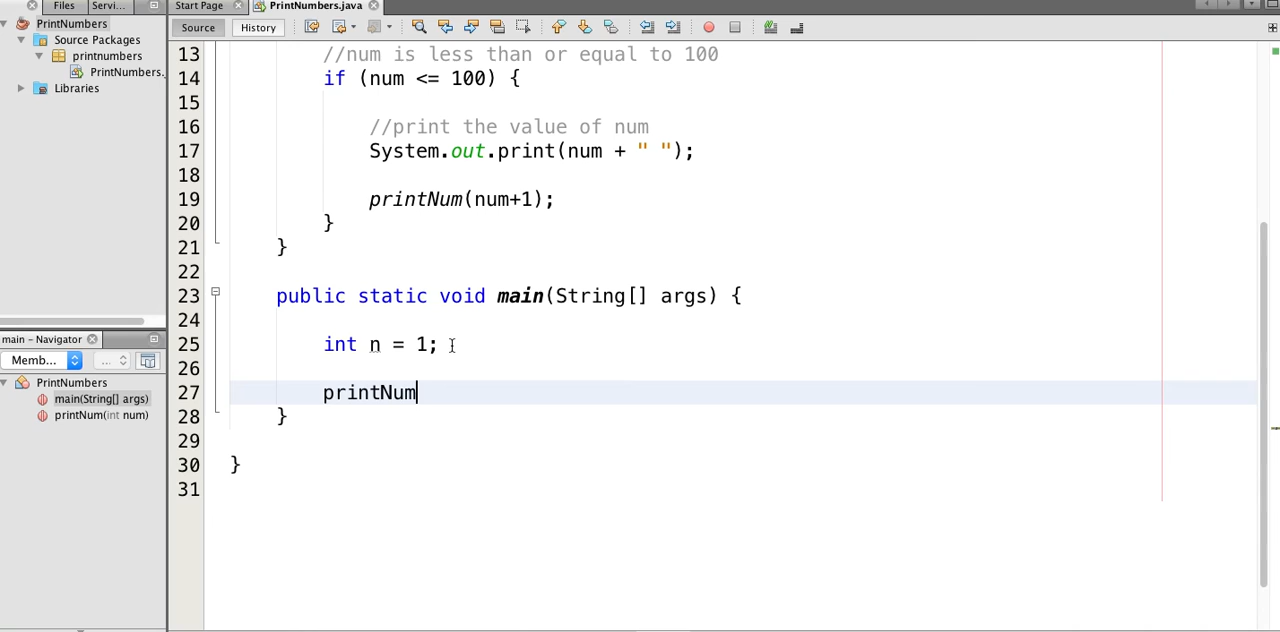 Files Servi...
Start Page PrintNumbers.java
PrintNumbers
Source Packages
printnumbers
PrintNumbers.
Libraries
Source History
13 //num is less than or equal to 100
14 if (num <= 100) {
15
16 //print the value of num
17 System.out.print(num + " ");
18
19 printNum(num+1);
20 }
21 }
22
23 public static void main(String[] args) {
24
25 int n = 1;
26
27 printNum
28 }
29
30 }
31
main – Navigator
Memb... ...
PrintNumbers
main(String[] args)
printNum(int num)